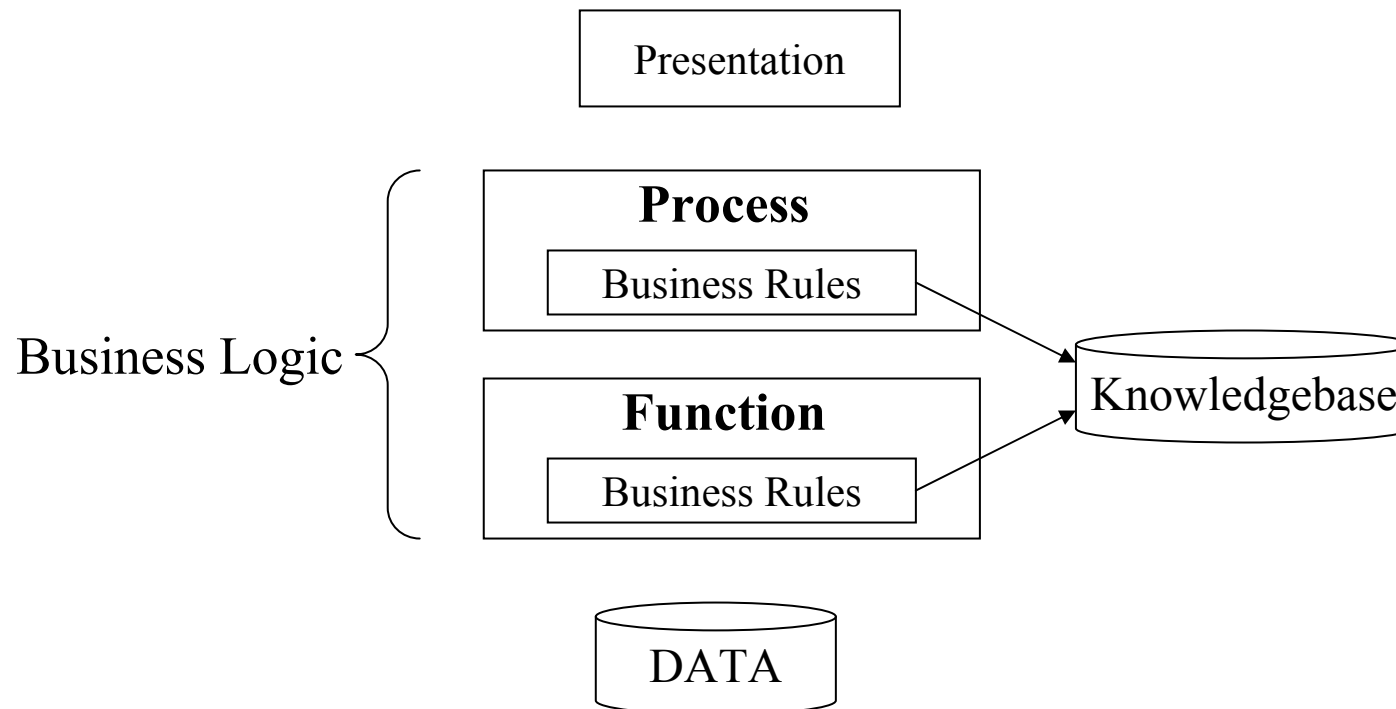 Presentation
Process
Business Rules
Business Logic
Knowledgebase
Function
Business Rules
DATA